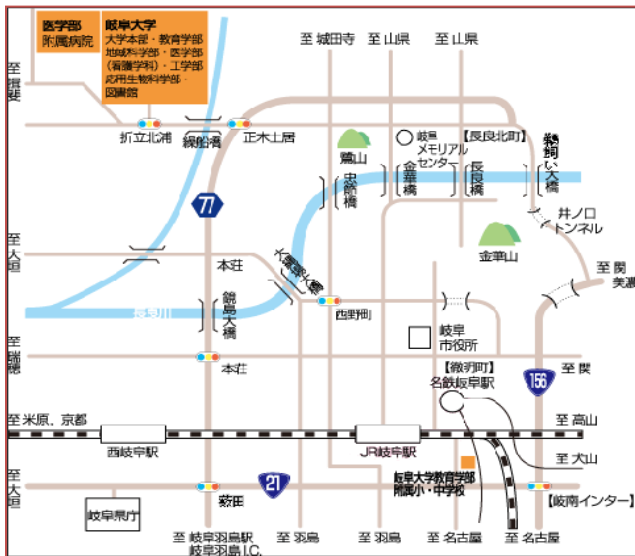 医学部
附属病院
岐阜大学
大学本部・教育学部
地域科学部・医学部
(看護学科)・工学部
応用生物科学部・
図書館
至 城田寺
至 山県
至 山県
至 揖斐
折立北浦
繰船橋
正木土居
鷺山
岐阜
メモリアル
センター
【長良北町】
鵜飼い大橋
忠節橋
金華橋
長良橋
77
井ノ口
トンネル
金華山
至 大垣
本荘
大縄場大橋
至 関
美濃
長良川
鏡島大橋
西野町
岐阜
市役所
至 瑞穂
本荘
【徹明町】
名鉄岐阜駅
156
至 関
至 米原、京都
至 高山
西岐阜駅
JR岐阜駅
至 犬山
岐阜大学教育学部
附属小・中学校
至 大垣
薮田
21
【岐南インター】
岐阜県庁
至 岐阜羽島駅
岐阜羽島I.C.
至 羽島
至 羽島
至 名古屋
至 名古屋